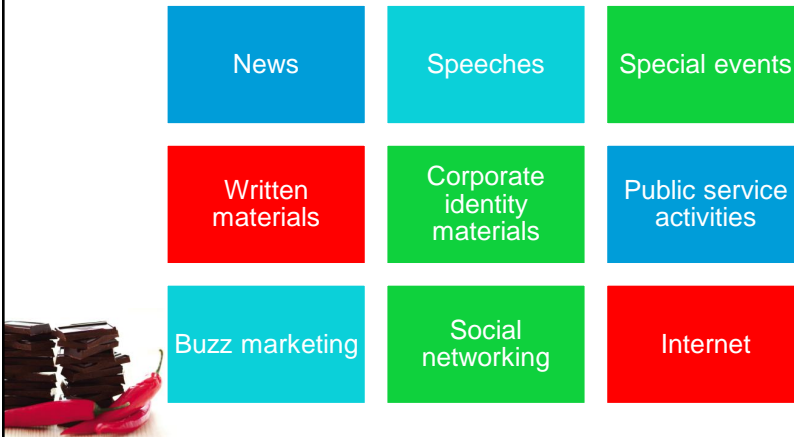 News
Speeches
Special events
Written
materials
Corporate
identity
materials
Public service
activities
Buzz marketing
Social
networking
Internet